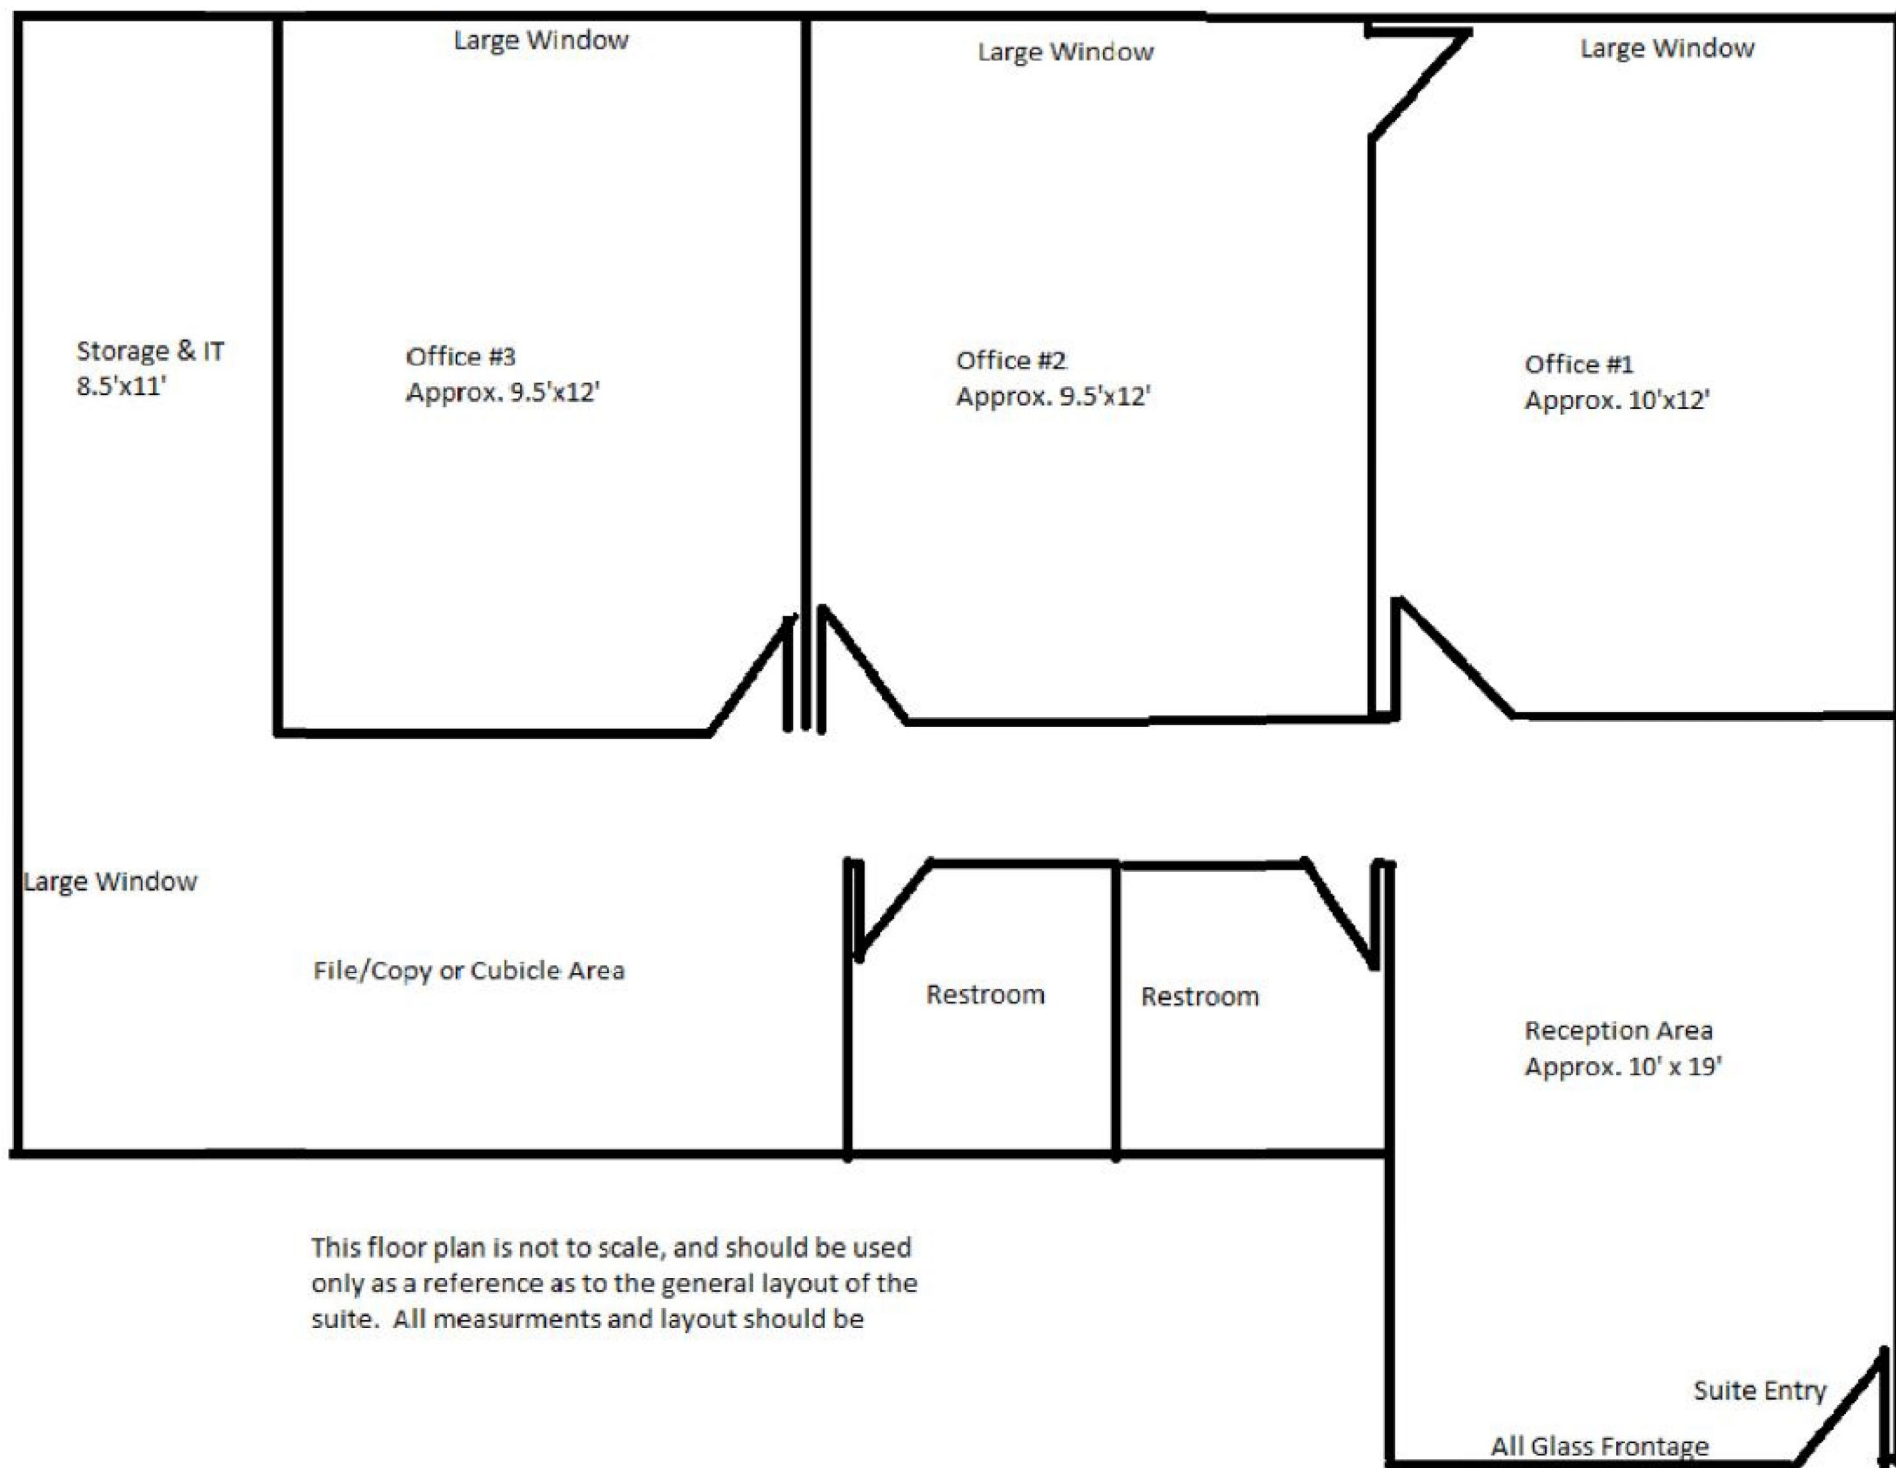 Large Window
Large Window
Large Window
Storage & IT
8.5'x11'
Office #3
Approx. 9.5'x12'
Office #2
Approx. 9.5'x12'
Office #1
Approx. 10'x12'
Large Window
File/Copy or Cubicle Area
Restroom
Restroom
Reception Area
Approx. 10' x 19'
This floor plan is not to scale, and should be used
only as a reference as to the general layout of the
suite.  All measurments and layout should be
Suite Entry
All Glass Frontage